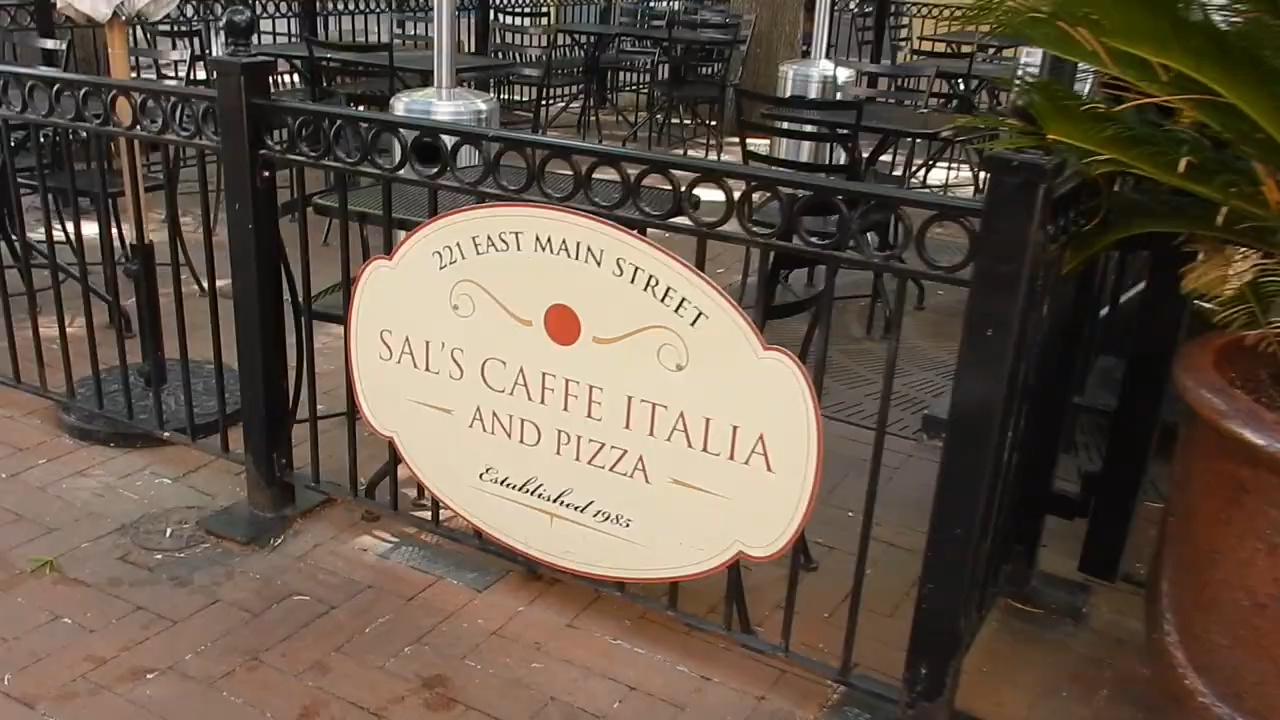 221 EAST MAIN STREET
SAL'S CAFFE ITALIA
AND PIZZA
Established 1985